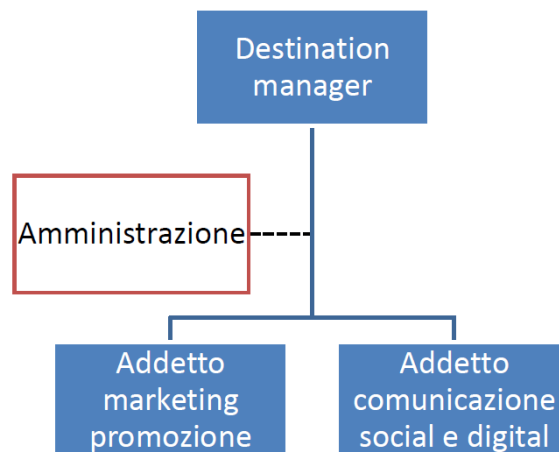 Destination
manager
Amministrazione
Addetto
marketing
promozione
Addetto
comunicazione
social e digital